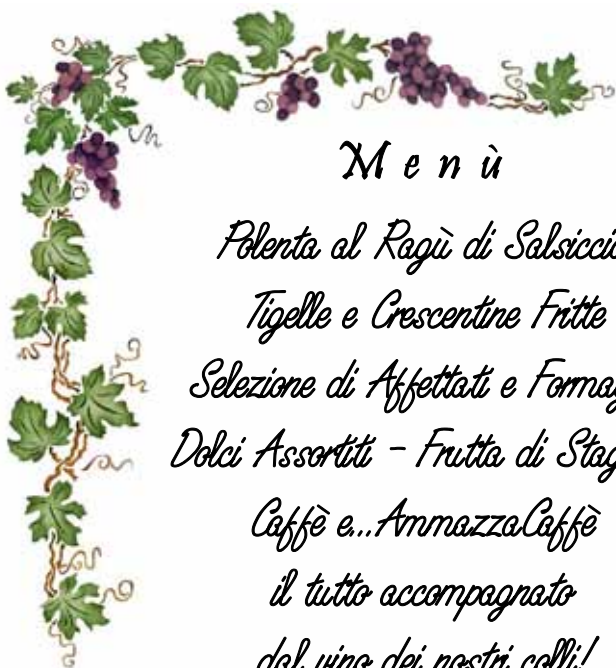 Menù
Polenta al Ragù di Salsicci
Tigelle e Crescentine Fritte
Selezione di Affettati e Forma
Dolci Assortiti - Frutta di Stag
Caffè e...AmmazzaCaffè
il tutto accompagnato
dal vino dei nostri colli!